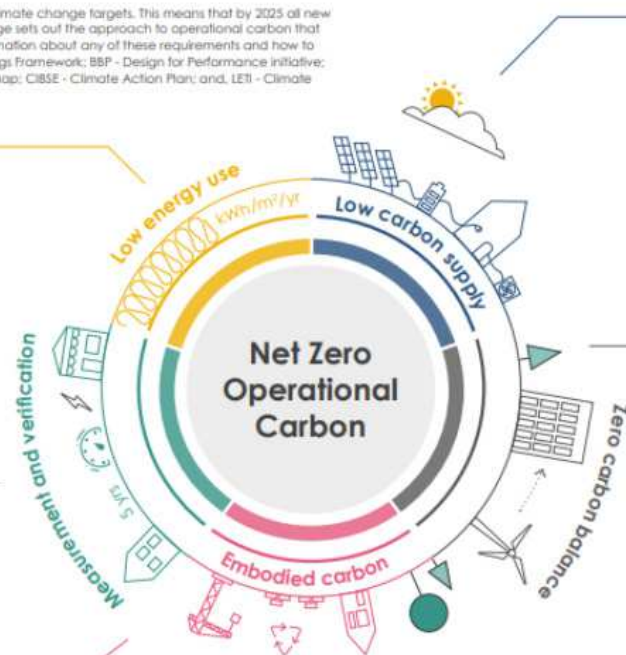 mate change targets. This means that by 2025 all new
ge sets out the approach to operational carbon that
mation about any of these requirements and how to
gs Framework; BBP - Design for Performance initiative;
ap; CIBSE - Climate Action Plan; and, LETI - Climate
Low energy use
kWh/m²/yr
Low carbon supply
Net Zero
Operational
Carbon
Measurement and verification
5 yrs
Zero carbon balance
Embodied carbon